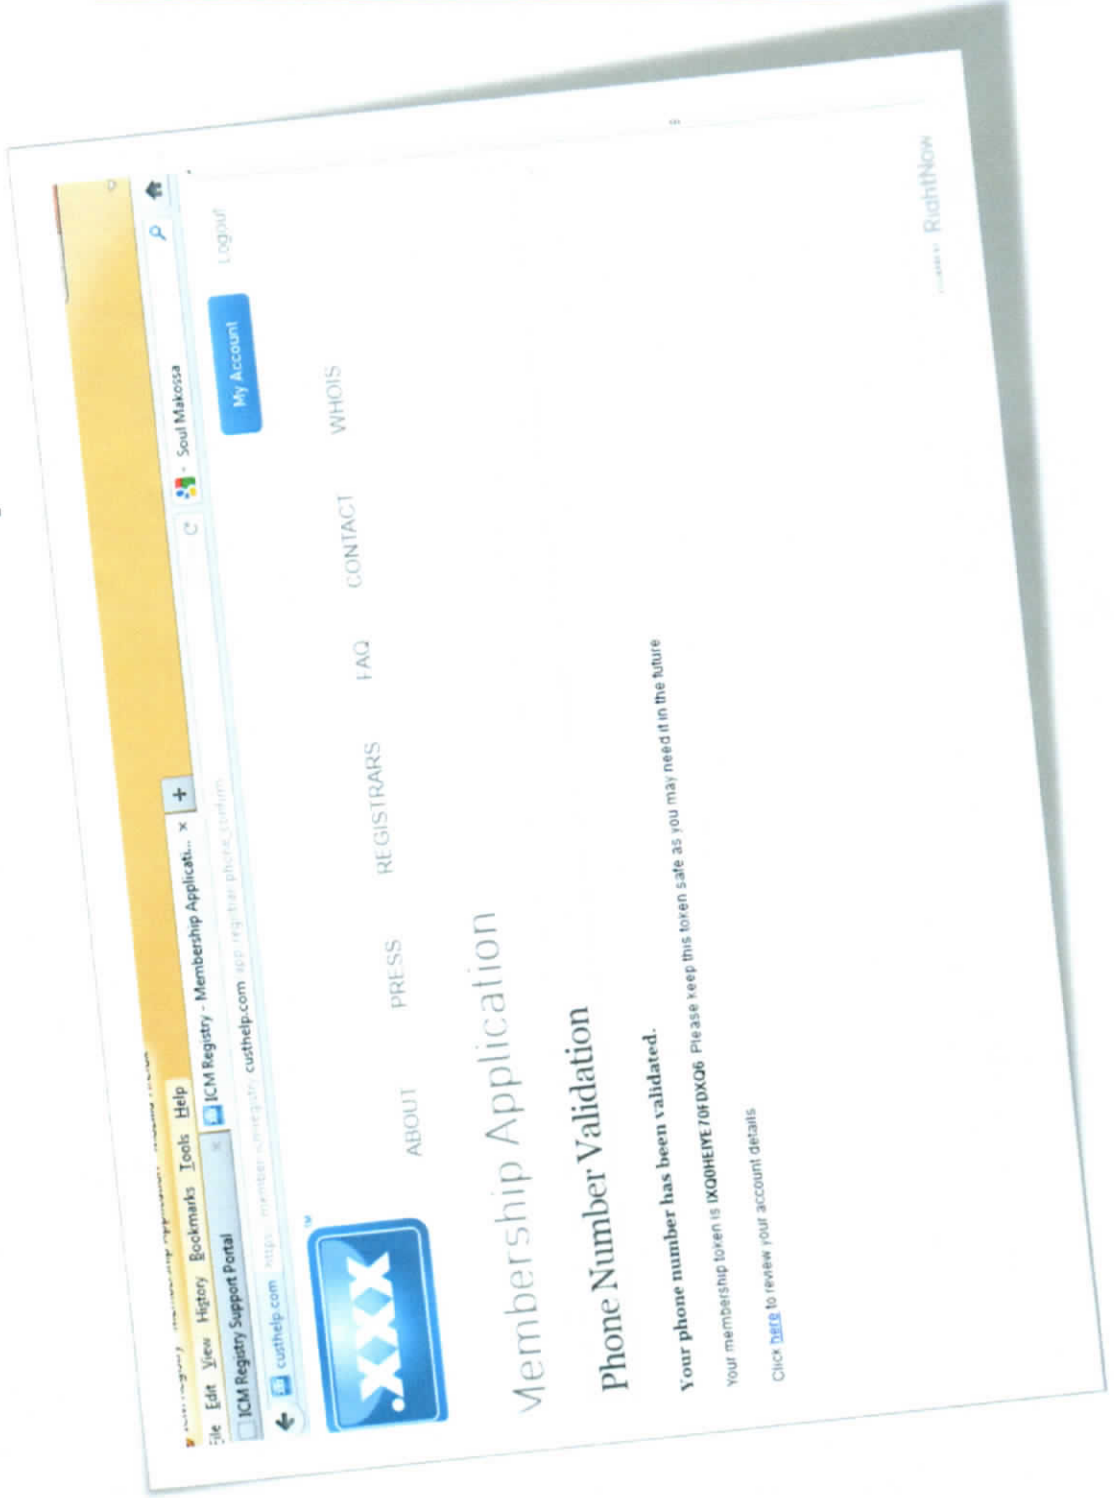 File Edit View History Bookmarks Tools Help
ICM Registry Support Portal
ICM Registry - Membership Applicati... × +
custhelp.com
custhelp.com
Soul Makossa
My Account Logout
.xxx
TM
ABOUT PRESS REGISTRARS FAQ CONTACT WHOIS
Membership Application
Phone Number Validation
Your phone number has been validated.
Your membership token is Please keep this token safe as you may need it in the future
Click here to review your account details
RightNow